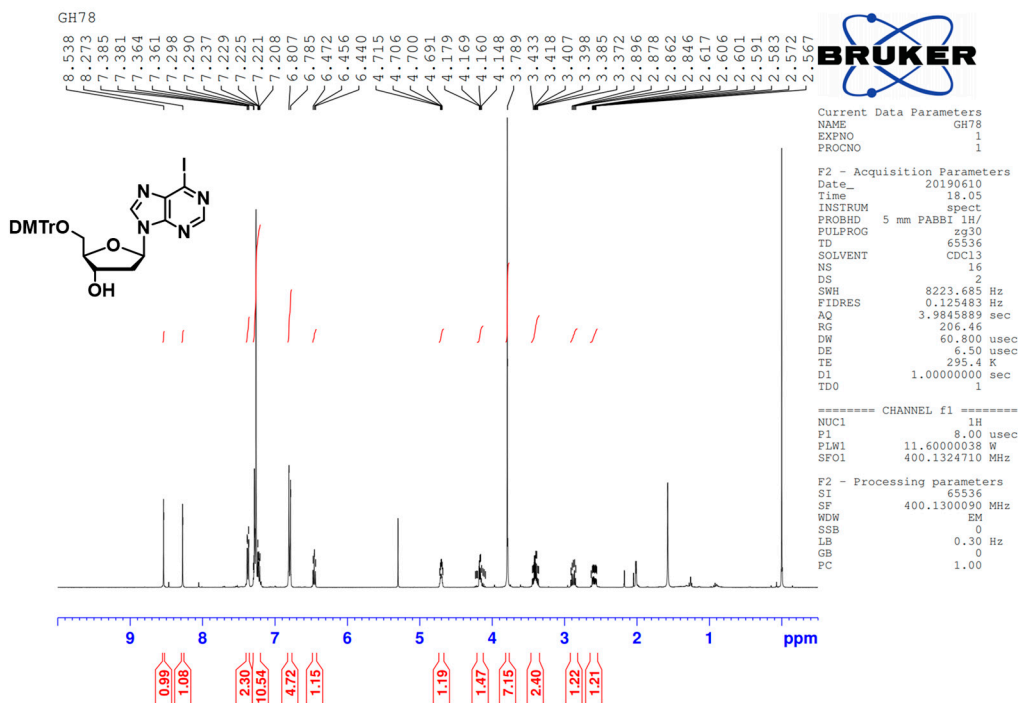 GH78
8.538
8.273
7.385
7.381
7.364
7.361
7.298
7.290
7.237
7.229
7.225
7.221
7.208
6.807
6.785
6.472
6.456
6.440
4.715
4.706
4.700
4.691
4.179
4.169
4.160
4.148
3.789
3.433
3.418
3.407
3.398
3.385
3.372
2.896
2.878
2.862
2.846
2.617
2.606
2.601
2.591
2.583
2.572
2.567
BRUKER
Current Data Parameters
NAME GH78
EXPNO 1
PROCNO 1
F2 - Acquisition Parameters
Date_ 20190610
Time 18.05
INSTRUM spect
PROBHD 5 mm PABBI 1H/
PULPROG zg30
TD 65536
SOLVENT CDCl3
NS 16
DS 2
SWH 8223.685 Hz
FIDRES 0.125483 Hz
AQ 3.9845889 sec
RG 206.46
DW 60.800 usec
DE 6.50 usec
TE 295.4 K
D1 1.00000000 sec
TD0 1
======== CHANNEL f1 ========
NUC1 1H
P1 8.00 usec
PLW1 11.60000038 W
SFO1 400.1324710 MHz
F2 - Processing parameters
SI 65536
SF 400.1300090 MHz
WDW EM
SSB 0
LB 0.30 Hz
GB 0
PC 1.00
I
N
N
N
N
DMTrO
O
OH
9 8 7 6 5 4 3 2 1 ppm
0.99
1.08
2.30
10.54
4.72
1.15
1.19
1.47
7.15
2.40
1.22
1.21